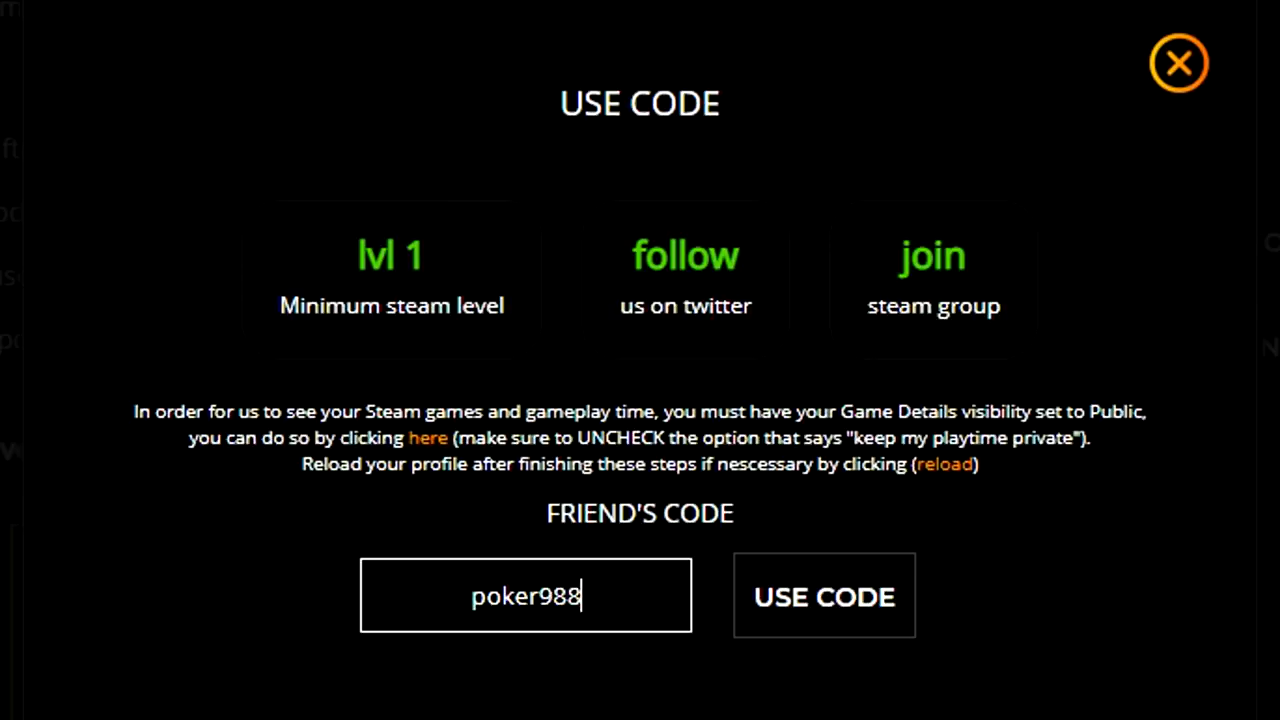 USE CODE
lvl 1
Minimum steam level
follow
us on twitter
join
steam group
In order for us to see your Steam games and gameplay time, you must have your Game Details visibility set to Public,
you can do so by clicking here (make sure to UNCHECK the option that says "keep my playtime private").
Reload your profile after finishing these steps if nescessary by clicking (reload)
FRIEND'S CODE
poker988
USE CODE